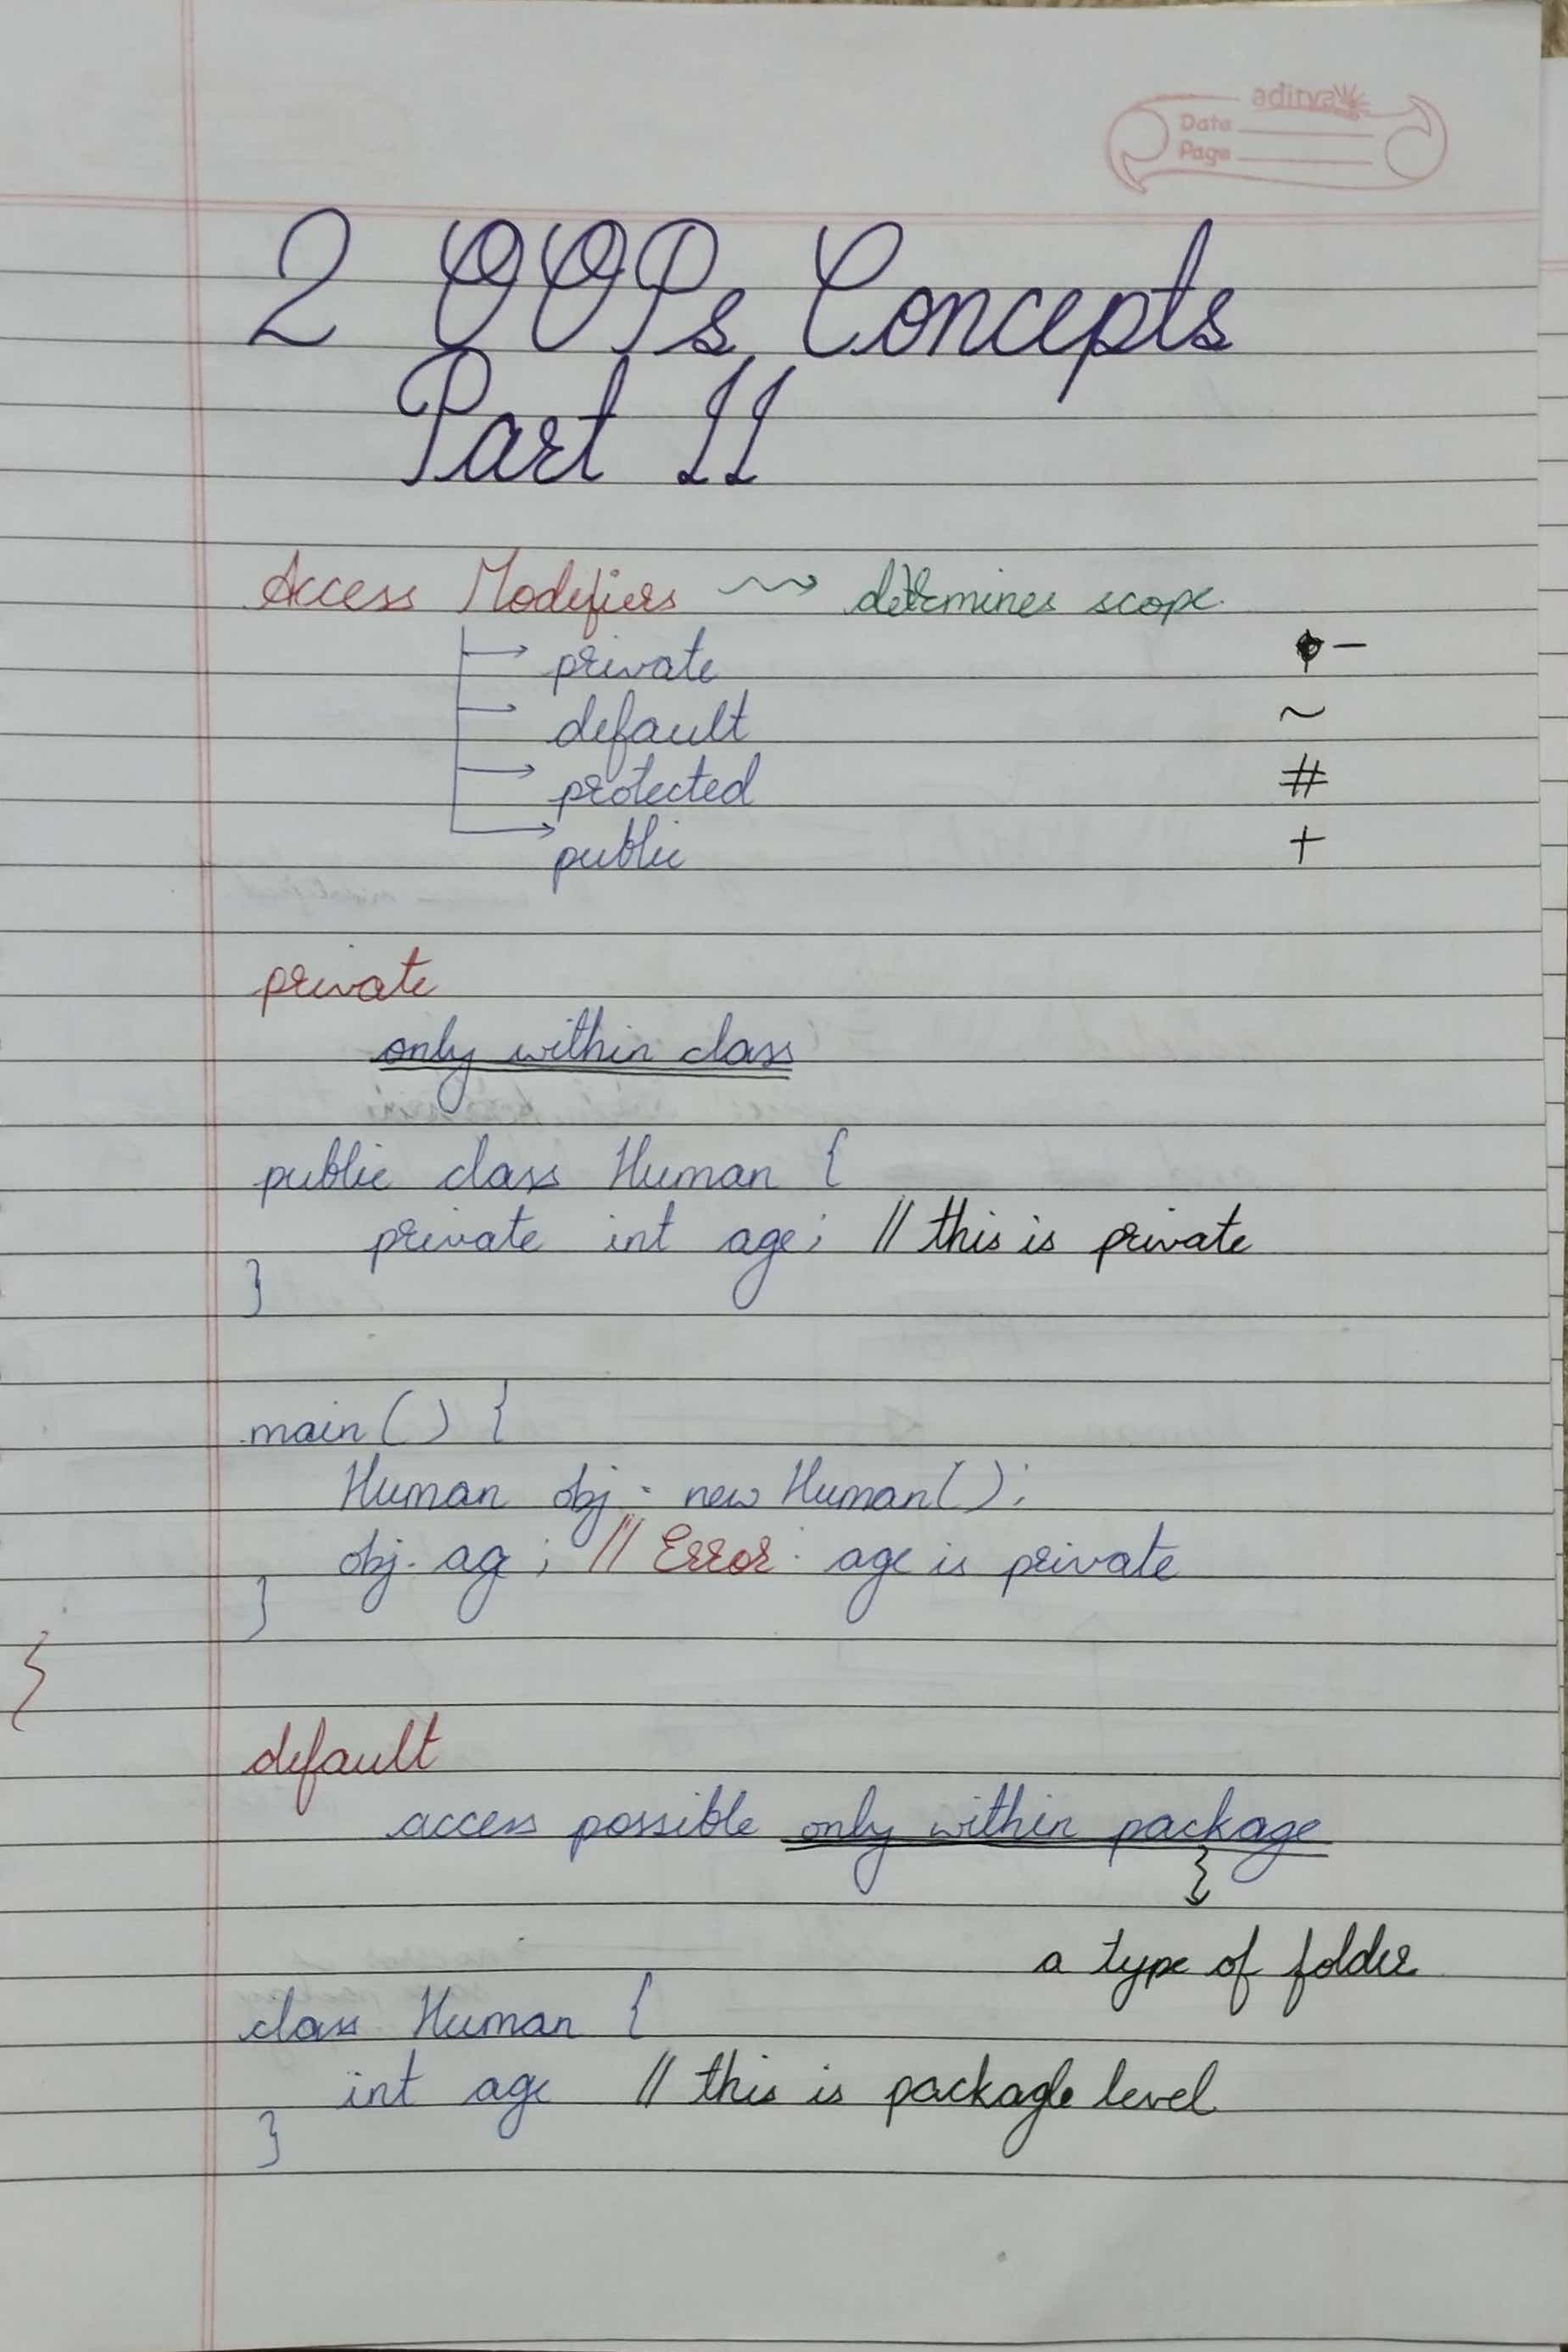 aditya
Date
Page
2 OOPs Concepts
Part II
Access Modifiers ⇝ determines scope
→ private -
→ default ~
→ protected #
→ public +
private
only within class
public class Human {
private int age; // this is private
}
main() {
Human obj = new Human();
obj.age; // Error: age is private
}
}
default
access possible only within package
a type of folder
class Human {
int age // this is package level
}